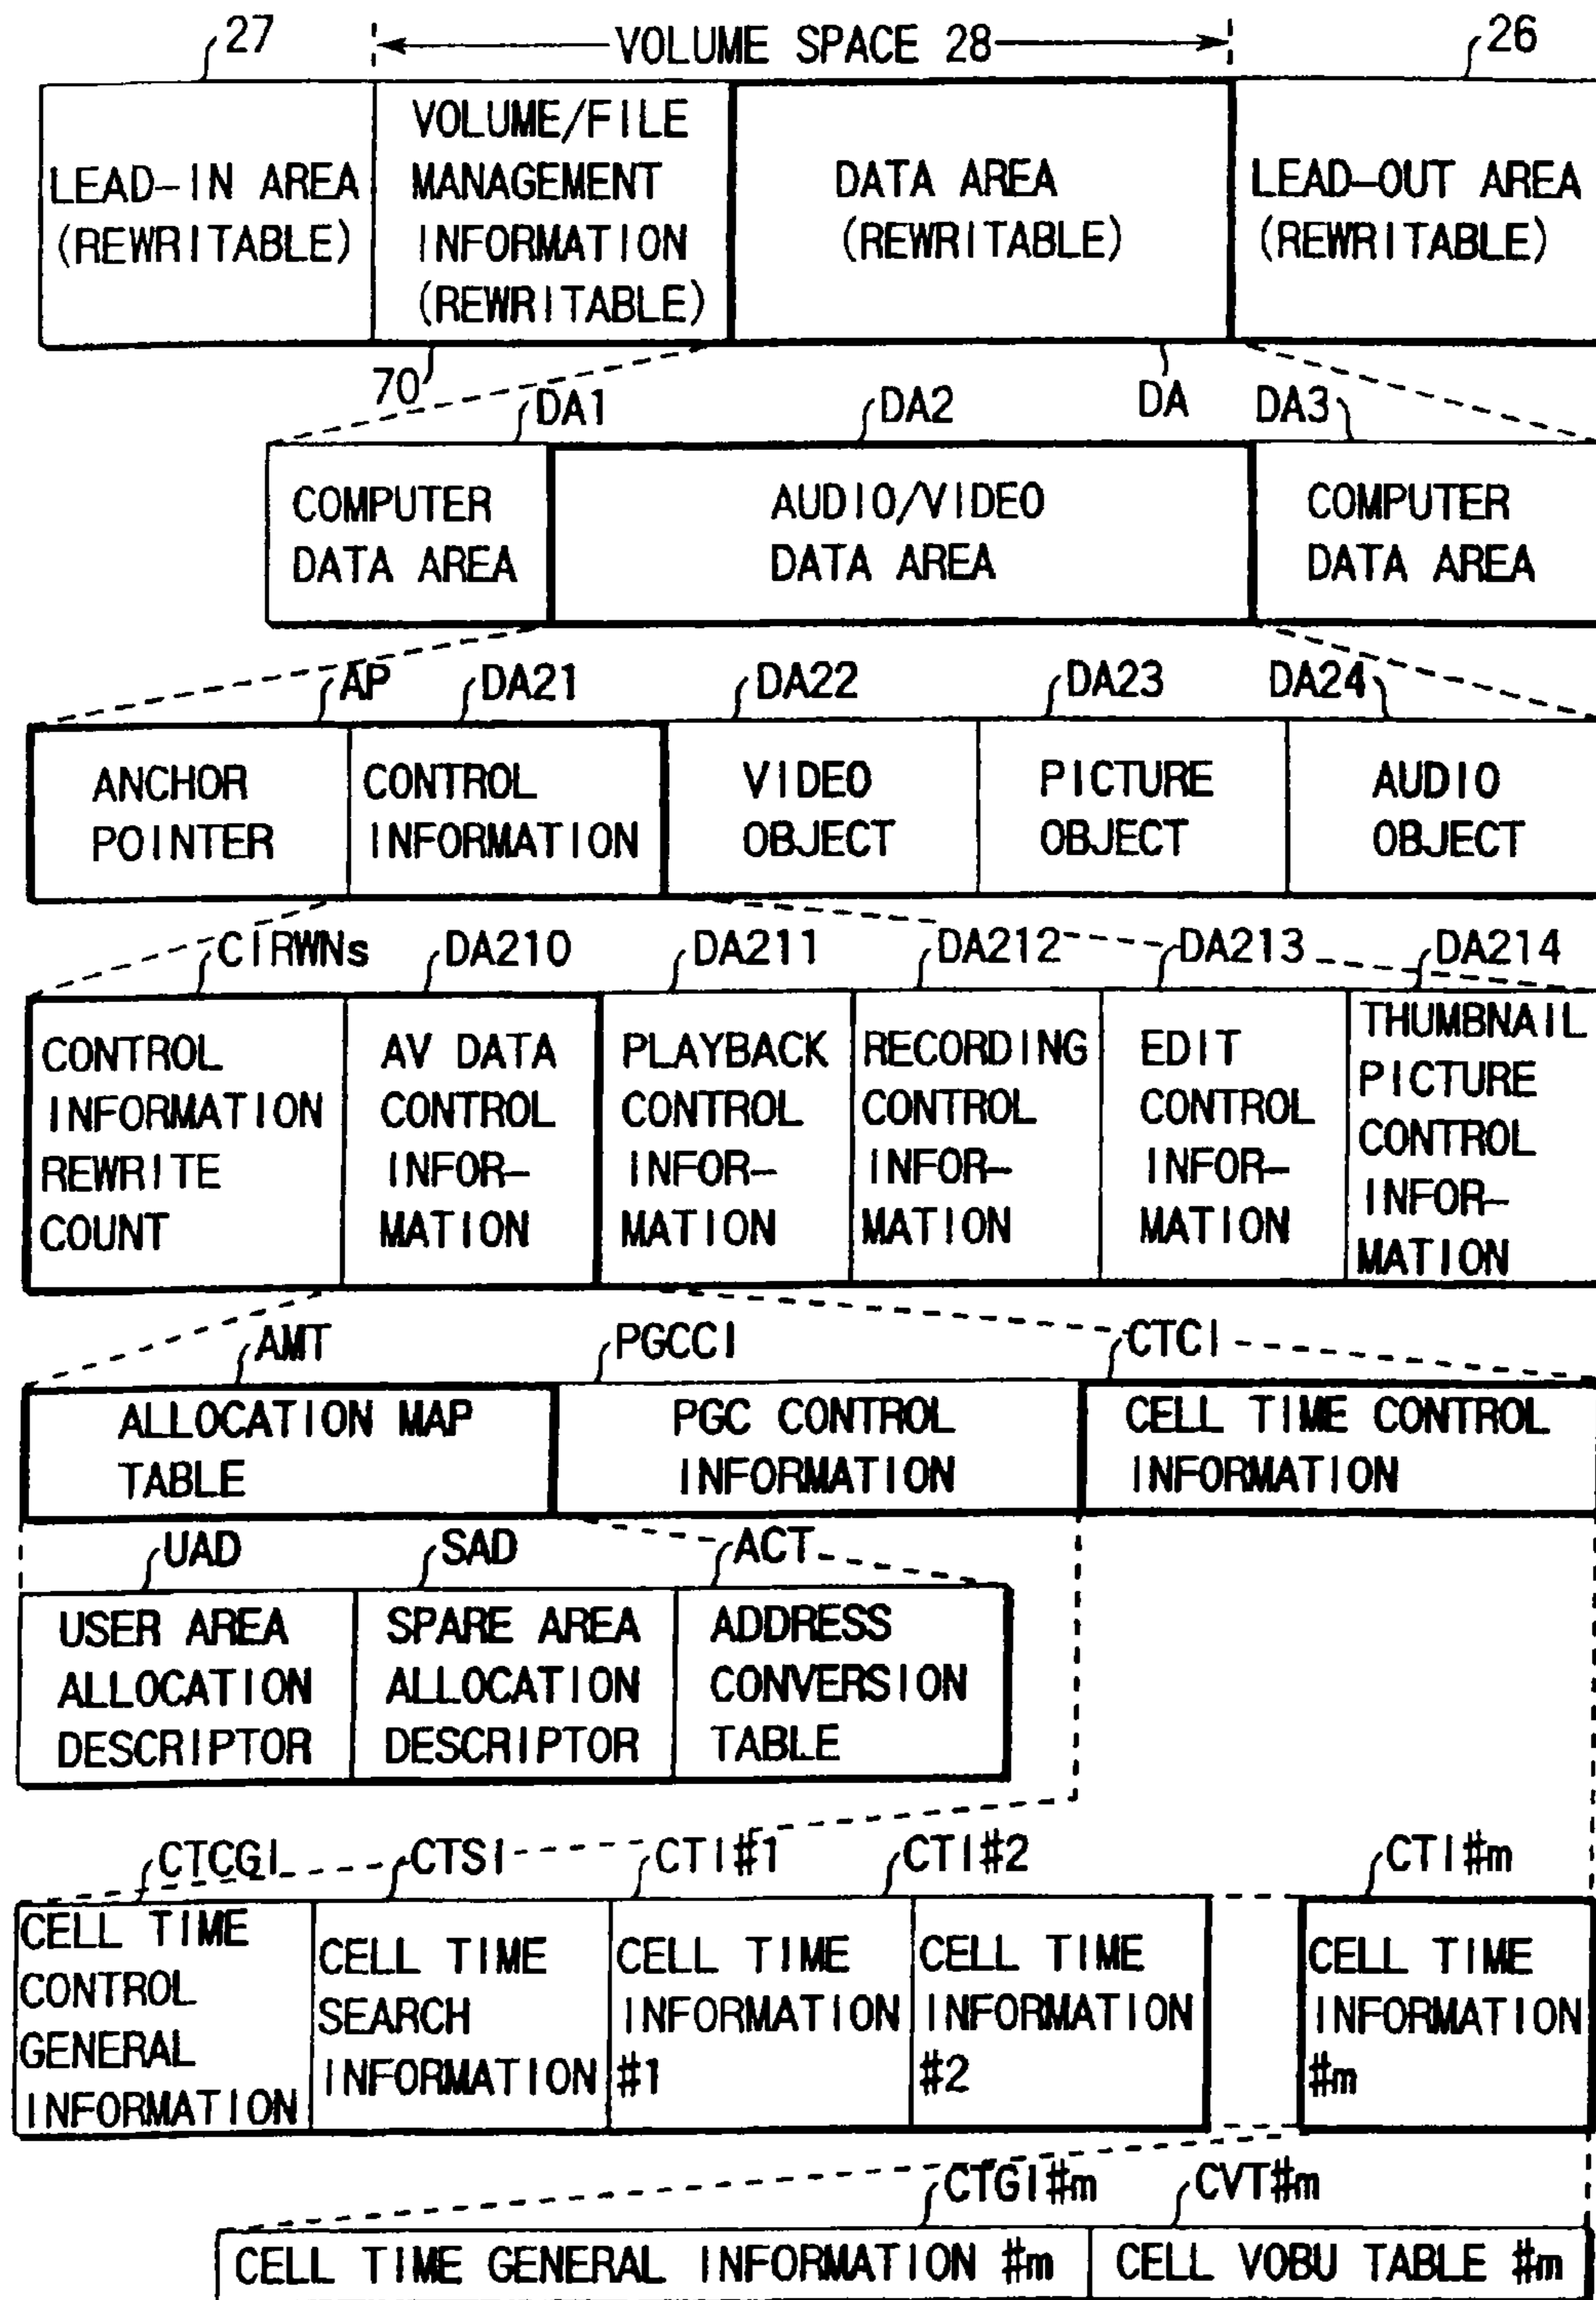 27
VOLUME SPACE 28
26
LEAD-IN AREA
(REWRITABLE)
VOLUME/FILE
MANAGEMENT
INFORMATION
(REWRITABLE)
DATA AREA
(REWRITABLE)
LEAD-OUT AREA
(REWRITABLE)
70
DA
DA1
DA2
DA3
COMPUTER
DATA AREA
AUDIO/VIDEO
DATA AREA
COMPUTER
DATA AREA
AP
DA21
DA22
DA23
DA24
ANCHOR
POINTER
CONTROL
INFORMATION
VIDEO
OBJECT
PICTURE
OBJECT
AUDIO
OBJECT
CIRWNs
DA210
DA211
DA212
DA213
DA214
CONTROL
INFORMATION
REWRITE
COUNT
AV DATA
CONTROL
INFOR-
MATION
PLAYBACK
CONTROL
INFOR-
MATION
RECORDING
CONTROL
INFOR-
MATION
EDIT
CONTROL
INFOR-
MATION
THUMBNAIL
PICTURE
CONTROL
INFOR-
MATION
AMT
PGCCI
CTCI
ALLOCATION MAP
TABLE
PGC CONTROL
INFORMATION
CELL TIME CONTROL
INFORMATION
UAD
SAD
ACT
USER AREA
ALLOCATION
DESCRIPTOR
SPARE AREA
ALLOCATION
DESCRIPTOR
ADDRESS
CONVERSION
TABLE
CTCGI
CTSI
CTI#1
CTI#2
CTI#m
CELL TIME
CONTROL
GENERAL
INFORMATION
CELL TIME
SEARCH
INFORMATION
CELL TIME
INFORMATION
#1
CELL TIME
INFORMATION
#2
CELL TIME
INFORMATION
#m
CTGI#m
CVT#m
CELL TIME GENERAL INFORMATION #m
CELL VOBU TABLE #m